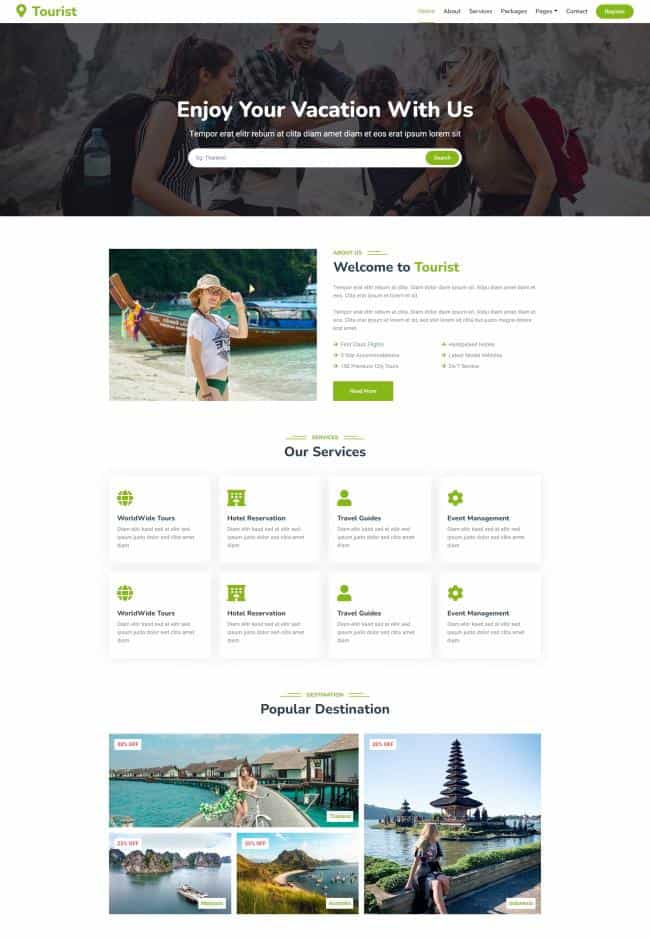 Tourist
Home About Services Packages Pages Contact Register
Enjoy Your Vacation With Us
Tempor erat elitr rebum at clita diam amet diam et eos erat ipsum lorem sit
Eg: Thailand
Search
ABOUT US
Welcome to Tourist
Tempor erat elitr rebum at clita. Diam dolor diam ipsum sit. Aliqu diam amet diam et
eos. Clita erat ipsum et lorem et sit.
Tempor erat elitr rebum at clita. Diam dolor diam ipsum sit. Aliqu diam amet diam et
eos. Clita erat ipsum et lorem et sit, sed stet lorem sit clita duo justo magna dolore
erat amet
First Class Flights
Handpicked Hotels
5 Star Accommodations
Latest Model Vehicles
150 Premium City Tours
24/7 Service
Read More
SERVICES
Our Services
WorldWide Tours
Diam elitr kasd sed at elitr sed
ipsum justo dolor sed clita amet
diam
Hotel Reservation
Diam elitr kasd sed at elitr sed
ipsum justo dolor sed clita amet
diam
Travel Guides
Diam elitr kasd sed at elitr sed
ipsum justo dolor sed clita amet
diam
Event Management
Diam elitr kasd sed at elitr sed
ipsum justo dolor sed clita amet
diam
WorldWide Tours
Diam elitr kasd sed at elitr sed
ipsum justo dolor sed clita amet
diam
Hotel Reservation
Diam elitr kasd sed at elitr sed
ipsum justo dolor sed clita amet
diam
Travel Guides
Diam elitr kasd sed at elitr sed
ipsum justo dolor sed clita amet
diam
Event Management
Diam elitr kasd sed at elitr sed
ipsum justo dolor sed clita amet
diam
DESTINATION
Popular Destination
30% OFF
Thailand
20% OFF
25% OFF
Malaysia
35% OFF
Australia
Indonesia